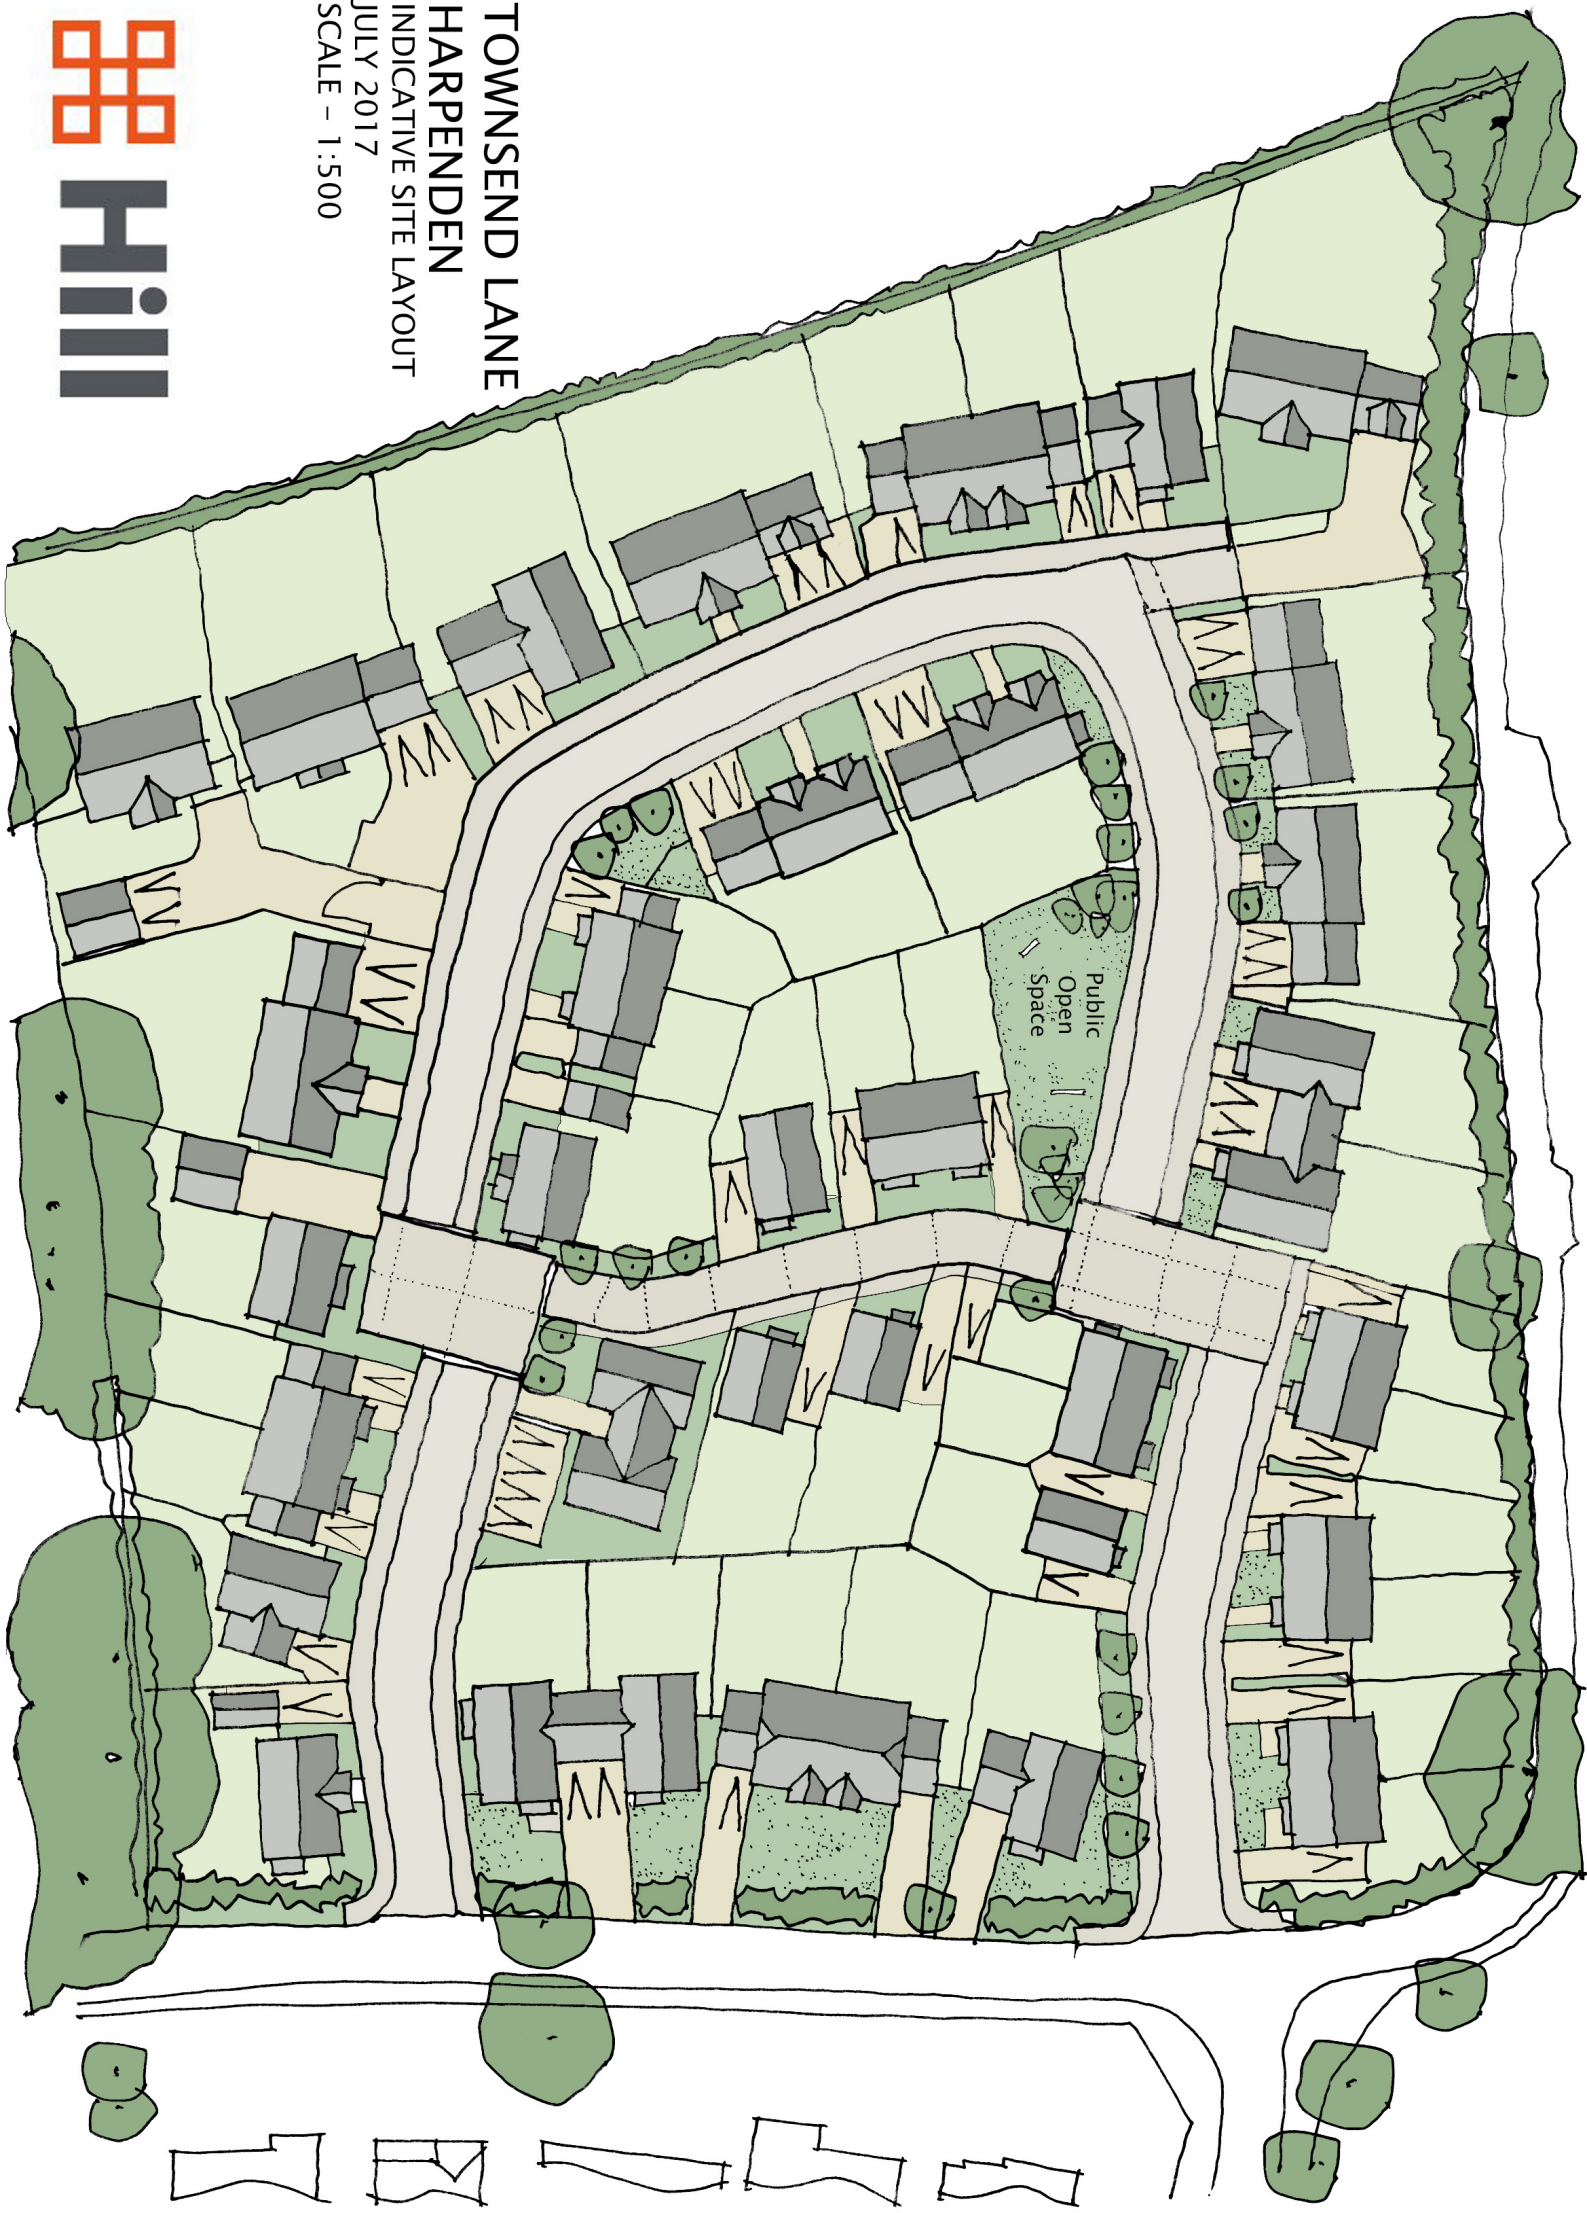 TOWNSEND LANE
HARPENDEN
INDICATIVE SITE LAYOUT
JULY 2017
SCALE – 1:500
Hill
Public
Open
Space